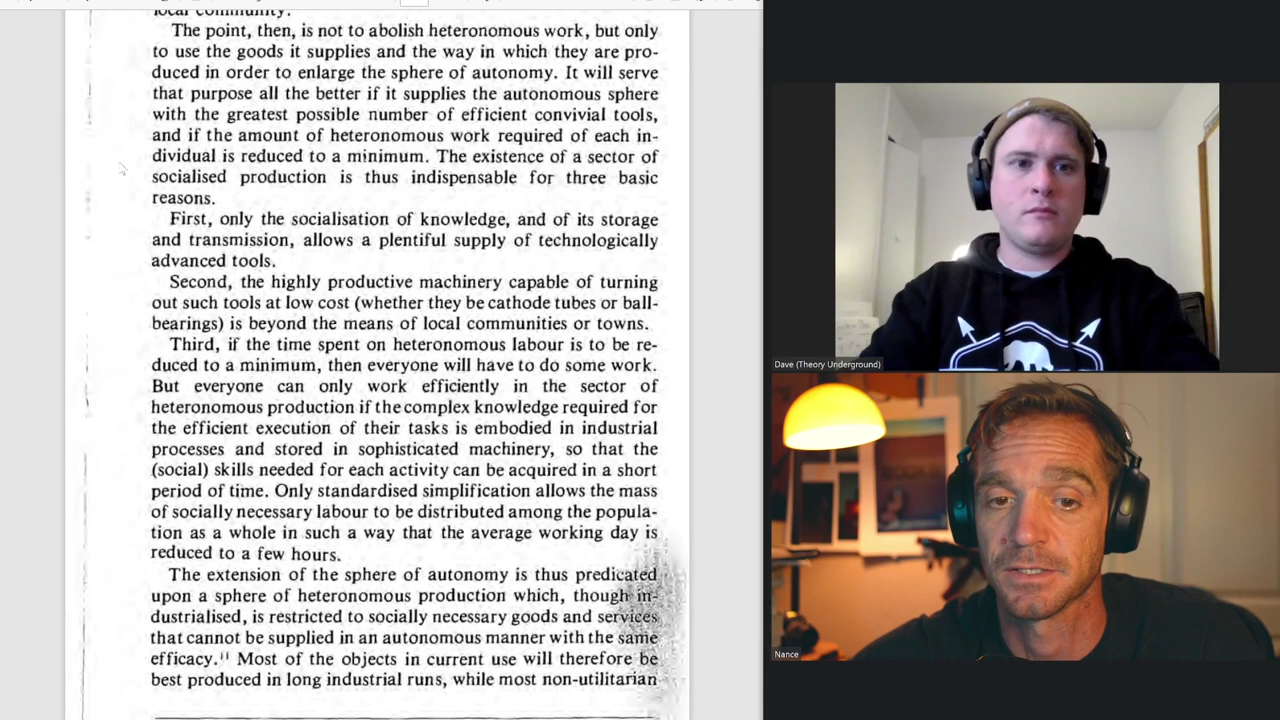 local community.
The point, then, is not to abolish heteronomous work, but only
to use the goods it supplies and the way in which they are pro-
duced in order to enlarge the sphere of autonomy. It will serve
that purpose all the better if it supplies the autonomous sphere
with the greatest possible number of efficient convivial tools,
and if the amount of heteronomous work required of each in-
dividual is reduced to a minimum. The existence of a sector of
socialised production is thus indispensable for three basic
reasons.
First, only the socialisation of knowledge, and of its storage
and transmission, allows a plentiful supply of technologically
advanced tools.
Second, the highly productive machinery capable of turning
out such tools at low cost (whether they be cathode tubes or ball-
bearings) is beyond the means of local communities or towns.
Third, if the time spent on heteronomous labour is to be re-
duced to a minimum, then everyone will have to do some work.
But everyone can only work efficiently in the sector of
heteronomous production if the complex knowledge required for
the efficient execution of their tasks is embodied in industrial
processes and stored in sophisticated machinery, so that the
(social) skills needed for each activity can be acquired in a short
period of time. Only standardised simplification allows the mass
of socially necessary labour to be distributed among the popula-
tion as a whole in such a way that the average working day is
reduced to a few hours.
The extension of the sphere of autonomy is thus predicated
upon a sphere of heteronomous production which, though in-
dustrialised, is restricted to socially necessary goods and services
that cannot be supplied in an autonomous manner with the same
efficacy.¹¹ Most of the objects in current use will therefore be
best produced in long industrial runs, while most non-utilitarian
Dave (Theory Underground)
Nance